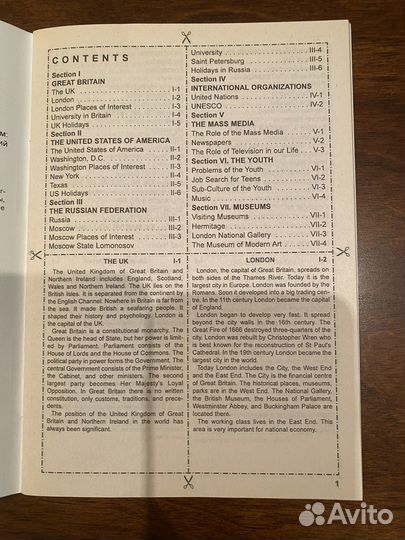 CONTENTS
Section I
GREAT BRITAIN
The UK I-1
London I-2
London Places of Interest I-3
University in Britain I-4
UK Holidays I-5
Section II
THE UNITED STATES OF AMERICA
The United States of America II-1
Washington, D.C. II-2
Washington Places of Interest II-3
New York II-4
Texas II-5
US Holidays II-6
Section III
THE RUSSIAN FEDERATION
Russia III-1
Moscow III-2
Moscow Places of Interest III-3
Moscow State Lomonosov
University III-4
Saint Petersburg III-5
Holidays in Russia III-6
Section IV
INTERNATIONAL ORGANIZATIONS
United Nations IV-1
UNESCO IV-2
Section V
THE MASS MEDIA
The Role of the Mass Media V-1
Newspapers V-2
The Role of Television in our Life V-3
Section VI. THE YOUTH
Problems of the Youth VI-1
Job Search for Teens VI-2
Sub-Culture of the Youth VI-3
Music VI-4
Section VII. MUSEUMS
Visiting Museums VII-1
Hermitage VII-2
London National Gallery VII-3
The Museum of Modern Art VII-4
THE UK I-1
The United Kingdom of Great Britain and
Northern Ireland includes England, Scotland,
Wales and Northern Ireland. The UK lies on the
British Isles. It is separated from the continent by
the English Channel. Nowhere in Britain is far from
the sea. It made British a seafaring people. It
shaped their history and psychology. London is
the capital of the UK.
Great Britain is a constitutional monarchy. The
Queen is the head of State, but her power is limit-
ed by Parliament. Parliament consists of the
House of Lords and the House of Commons. The
political party in power forms the Government. The
central Government consists of the Prime Minister,
the Cabinet, and other ministers. The second
largest party becomes Her Majesty's Loyal
Opposition. In Great Britain there is no written
constitution, only customs, traditions, and prece-
dents.
The position of the United Kingdom of Great
Britain and Northern Ireland in the world has
always been significant.
LONDON I-2
London, the capital of Great Britain, spreads on
both sides of the Thames River. Today it is the
largest city in Europe. London was founded by the
Romans. Soon it developed into a big trading cen-
tre. In the 11th century London became the capital
of England.
London began to develop very fast. It spread
beyond the city walls in the 16th century. The
Great Fire of 1666 destroyed three-quarters of the
city. London was rebuilt by Christopher Wren who
is best known for the reconstruction of St Paul's
Cathedral. In the 19th century London became the
largest city in the world.
Today London includes the City, the West End
and the East End. The City is the financial centre
of Great Britain. The historical places, museums,
parks are in the West End. The National Gallery,
the British Museum, the Houses of Parliament,
Westminster Abbey, and Buckingham Palace are
located there.
The working class lives in the East End. This
area is very important for national economy.
1
Avito